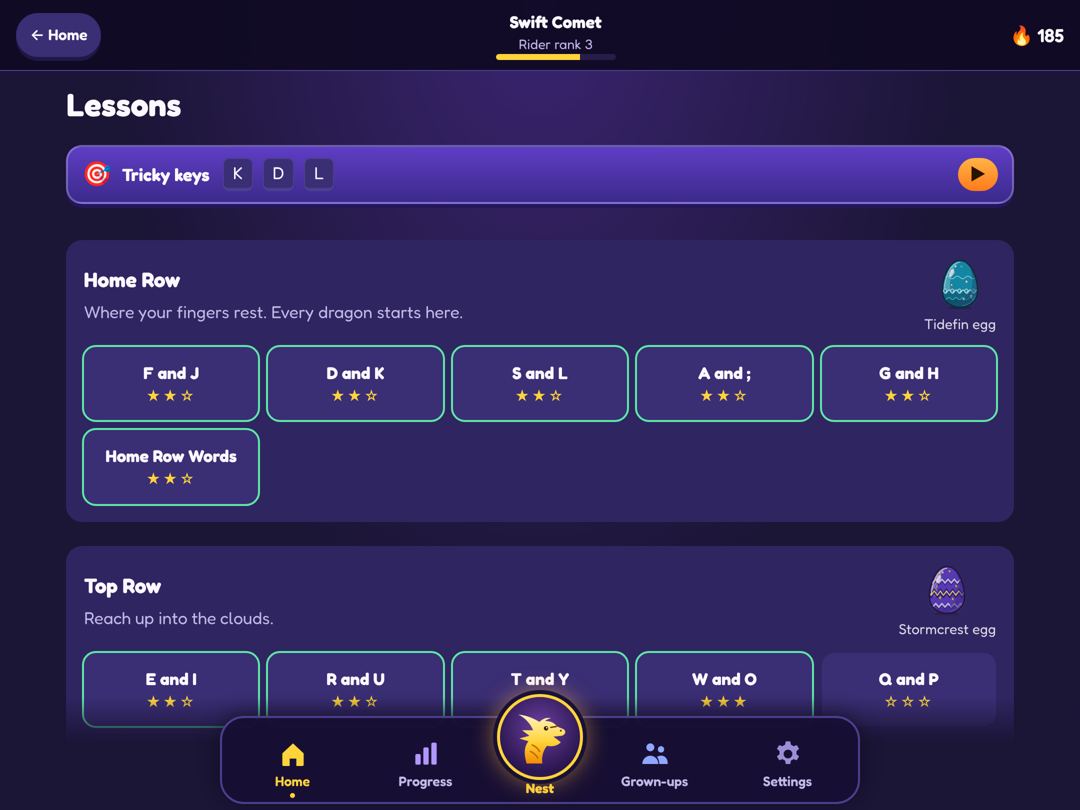 ← Home
Swift Comet
Rider rank 3
185
Lessons
Tricky keys K D L
Home Row
Where your fingers rest. Every dragon starts here.
Tidefin egg
F and J
D and K
S and L
A and ;
G and H
Home Row Words
Top Row
Reach up into the clouds.
Stormcrest egg
E and I
R and U
T and Y
W and O
Q and P
Home
Progress
Nest
Grown-ups
Settings